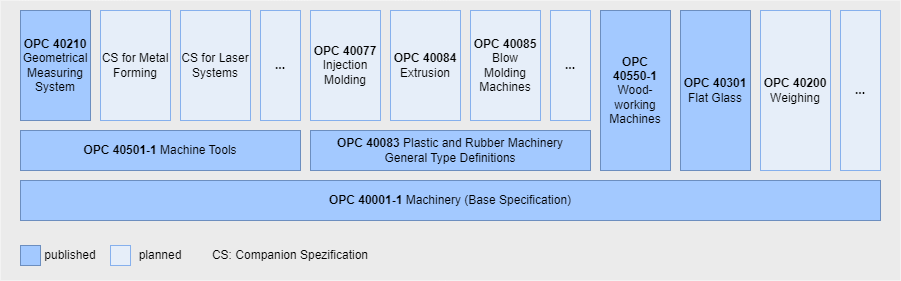 OPC 40210
Geometrical
Measuring
System
CS for Metal
Forming
CS for Laser
Systems
...
OPC 40077
Injection
Molding
OPC 40084
Extrusion
OPC 40085
Blow
Molding
Machines
...
OPC
40550-1
Wood-
working
Machines
OPC 40301
Flat Glass
OPC 40200
Weighing
...
OPC 40501-1 Machine Tools
OPC 40083 Plastic and Rubber Machinery
General Type Definitions
OPC 40001-1 Machinery (Base Specification)
published
planned
CS: Companion Spezification